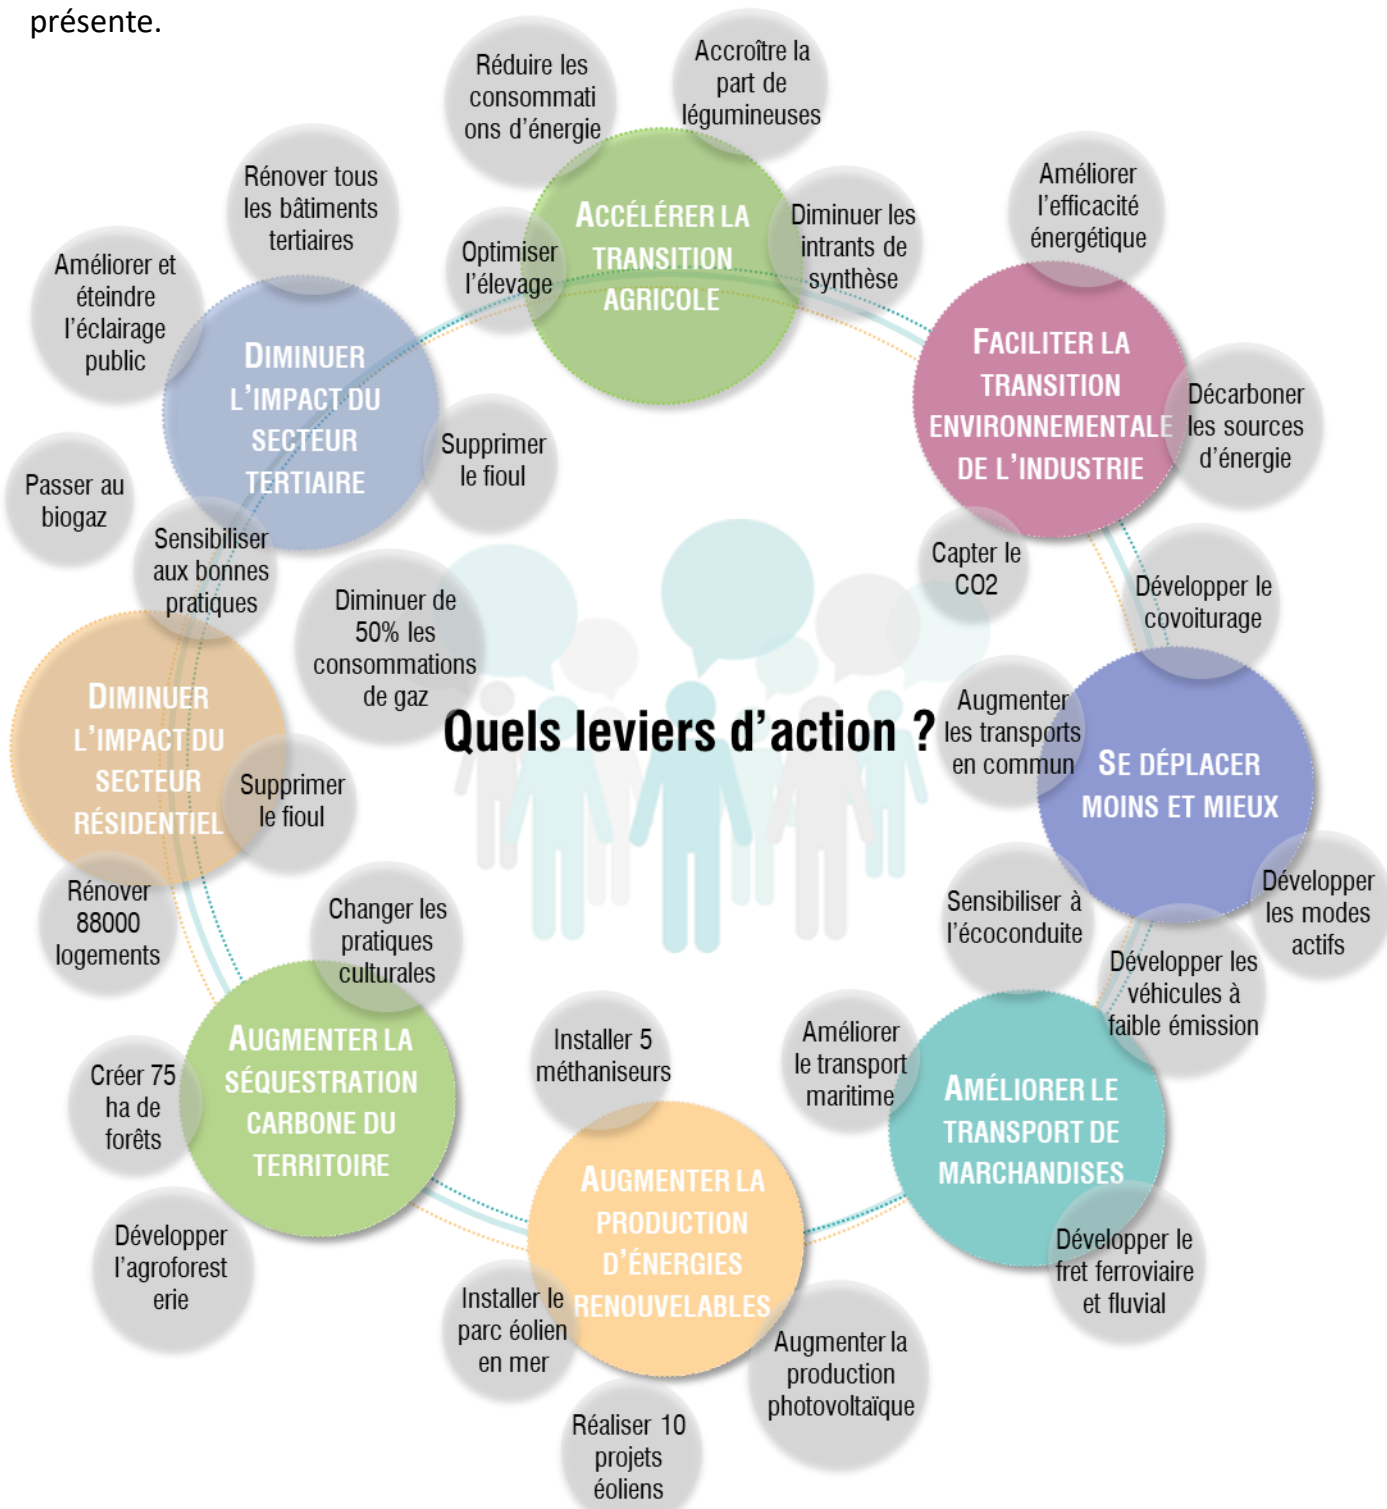 présente.
Réduire les
consommati
ons d'énergie
Accroître la
part de
légumineuses
Rénover tous
les bâtiments
tertiaires
Améliorer
l'efficacité
énergétique
ACCÉLÉRER LA
TRANSITION
AGRICOLE
Optimiser
l'élevage
Diminuer les
intrants de
synthèse
Améliorer et
éteindre
l'éclairage
public
DIMINUER
L'IMPACT DU
SECTEUR
TERTIAIRE
FACILITER LA
TRANSITION
ENVIRONNEMENTALE
DE L'INDUSTRIE
Décarboner
les sources
d'énergie
Supprimer
le fioul
Passer au
biogaz
Sensibiliser
aux bonnes
pratiques
Capter le
CO2
Développer le
covoiturage
Diminuer de
50% les
consommations
de gaz
Quels leviers d'action ?
Augmenter
les transports
en commun
DIMINUER
L'IMPACT DU
SECTEUR
RÉSIDENTIEL
SE DÉPLACER
MOINS ET MIEUX
Supprimer
le fioul
Rénover
88000
logements
Changer les
pratiques
culturales
Sensibiliser à
l'écoconduite
Développer
les modes
actifs
Développer les
véhicules à
faible émission
AUGMENTER LA
SÉQUESTRATION
CARBONE DU
TERRITOIRE
Installer 5
méthaniseurs
Améliorer
le transport
maritime
Créer 75
ha de
forêts
AMÉLIORER LE
TRANSPORT DE
MARCHANDISES
AUGMENTER LA
PRODUCTION
D'ÉNERGIES
RENOUVELABLES
Développer
l'agroforest
erie
Développer le
fret ferroviaire
et fluvial
Installer le
parc éolien
en mer
Augmenter la
production
photovoltaïque
Réaliser 10
projets
éoliens